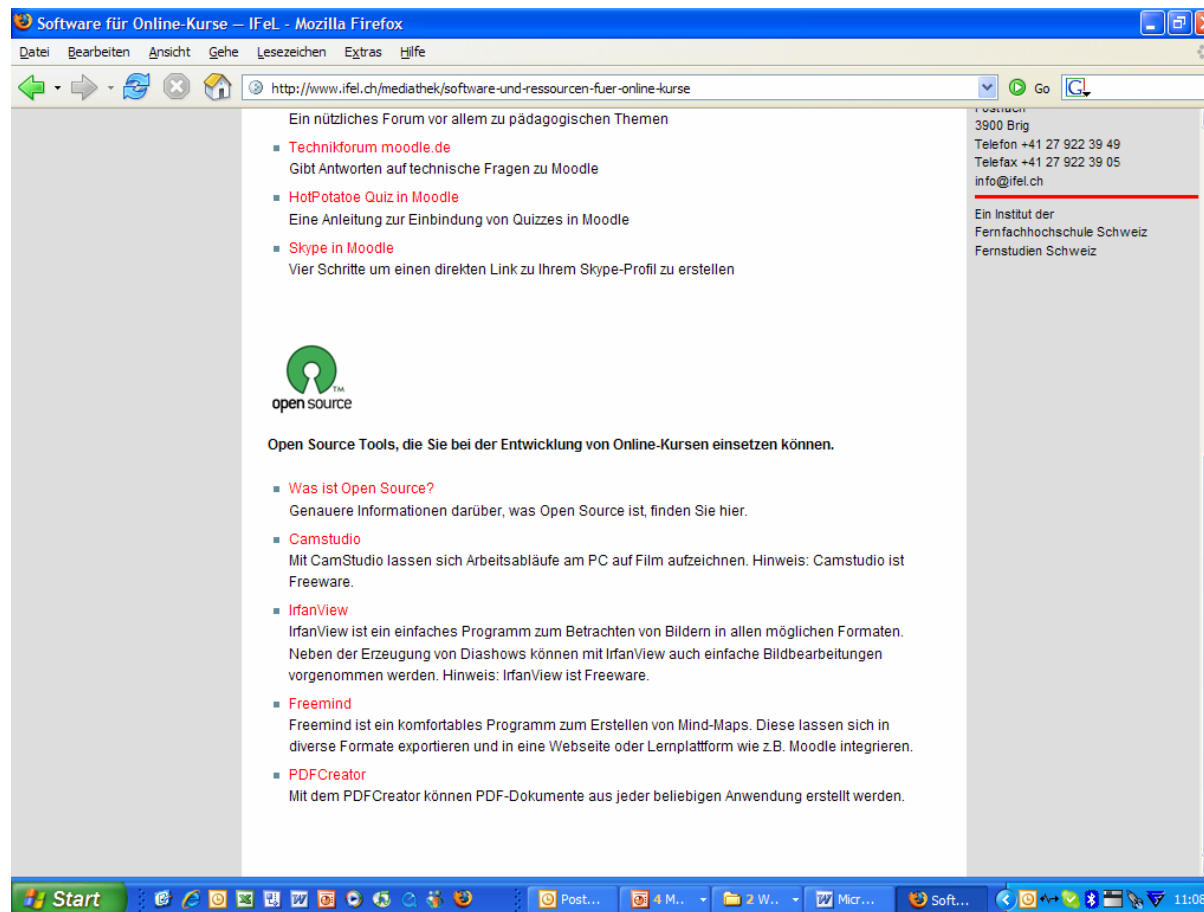 Software für Online-Kurse — IFeL - Mozilla Firefox
Datei Bearbeiten Ansicht Gehe Lesezeichen Extras Hilfe
http://www.ifel.ch/mediathek/software-und-ressourcen-fuer-online-kurse
Go
Ein nützliches Forum vor allem zu pädagogischen Themen
Technikforum moodle.de
Gibt Antworten auf technische Fragen zu Moodle
HotPotatoe Quiz in Moodle
Eine Anleitung zur Einbindung von Quizzes in Moodle
Skype in Moodle
Vier Schritte um einen direkten Link zu Ihrem Skype-Profil zu erstellen
TM
open source
Open Source Tools, die Sie bei der Entwicklung von Online-Kursen einsetzen können.
Was ist Open Source?
Genauere Informationen darüber, was Open Source ist, finden Sie hier.
Camstudio
Mit CamStudio lassen sich Arbeitsabläufe am PC auf Film aufzeichnen. Hinweis: Camstudio ist
Freeware.
IrfanView
IrfanView ist ein einfaches Programm zum Betrachten von Bildern in allen möglichen Formaten.
Neben der Erzeugung von Diashows können mit IrfanView auch einfache Bildbearbeitungen
vorgenommen werden. Hinweis: IrfanView ist Freeware.
Freemind
Freemind ist ein komfortables Programm zum Erstellen von Mind-Maps. Diese lassen sich in
diverse Formate exportieren und in eine Webseite oder Lernplattform wie z.B. Moodle integrieren.
PDFCreator
Mit dem PDFCreator können PDF-Dokumente aus jeder beliebigen Anwendung erstellt werden.
Postfach
3900 Brig
Telefon +41 27 922 39 49
Telefax +41 27 922 39 05
info@ifel.ch
Ein Institut der
Fernfachhochschule Schweiz
Fernstudien Schweiz
Start
Post...
4 M..
2 W..
Micr...
Soft...
11:08